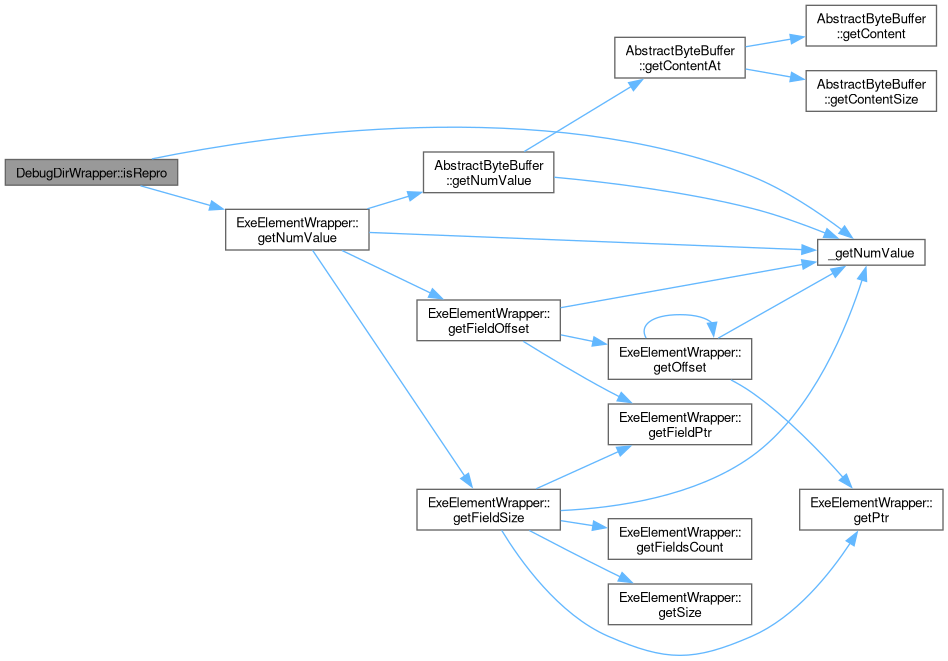 DebugDirWrapper::isRepro
ExeElementWrapper::
getNumValue
AbstractByteBuffer
::getNumValue
AbstractByteBuffer
::getContentAt
AbstractByteBuffer
::getContent
AbstractByteBuffer
::getContentSize
_getNumValue
ExeElementWrapper::
getFieldOffset
ExeElementWrapper::
getOffset
ExeElementWrapper::
getFieldPtr
ExeElementWrapper::
getFieldSize
ExeElementWrapper::
getPtr
ExeElementWrapper::
getFieldsCount
ExeElementWrapper::
getSize